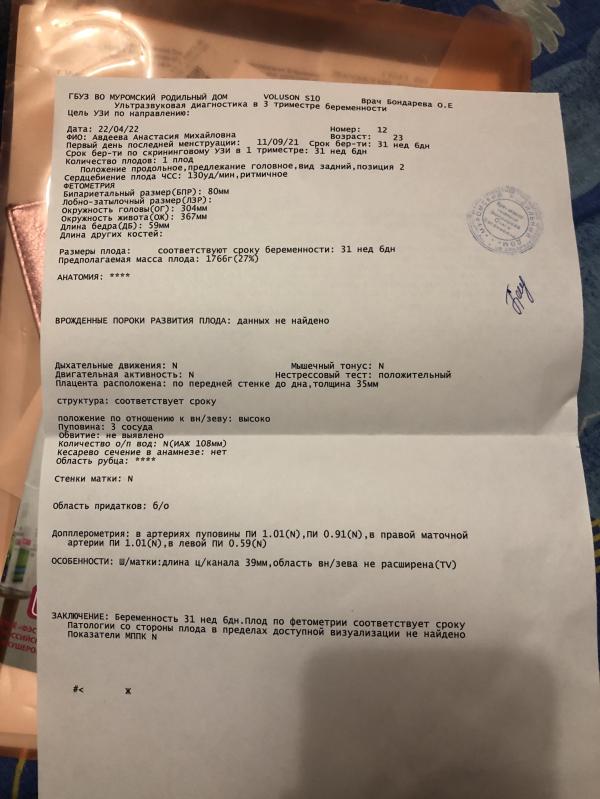 ГБУЗ ВО МУРОМСКИЙ РОДИЛЬНЫЙ ДОМ VOLUSON S10 Врач Бондарева О.Е
Ультразвуковая диагностика в 3 триместре беременности
Цель УЗИ по направлению:
Дата: 22/04/22 Номер: 12
ФИО: Авдеева Анастасия Михайловна Возраст: 23
Первый день последней менструации: 11/09/21 Срок бер-ти: 31 нед 6дн
Срок бер-ти по скрининговому УЗИ в 1 триместре: 31 нед 6дн
Количество плодов: 1 плод
Положение продольное,предлежание головное,вид задний,позиция 2
Сердцебиение плода ЧСС: 130уд/мин,ритмичное
ФЕТОМЕТРИЯ
Бипариетальный размер(БПР): 80мм
Лобно-затылочный размер(ЛЗР):
Окружность головы(ОГ): 304мм
Окружность живота(ОЖ): 367мм
Длина бедра(ДБ): 59мм
Длина других костей:
Размеры плода: соответствуют сроку беременности: 31 нед 6дн
Предполагаемая масса плода: 1766г(27%)
АНАТОМИЯ: ****
ВРОЖДЕННЫЕ ПОРОКИ РАЗВИТИЯ ПЛОДА: данных не найдено
Дыхательные движения: N Мышечный тонус: N
Двигательная активность: N Нестрессовый тест: положительный
Плацента расположена: по передней стенке до дна,толщина 35мм
структура: соответствует сроку
положение по отношению к вн/зеву: высоко
Пуповина: 3 сосуда
Обвитие: не выявлено
Количество о/п вод: N(ИАЖ 108мм)
Кесарево сечение в анамнезе: нет
Область рубца: ****
Стенки матки: N
Область придатков: б/о
Допплерометрия: в артериях пуповины ПИ 1.01(N),ПИ 0.91(N),в правой маточной
артерии ПИ 1.01(N),в левой ПИ 0.59(N)
ОСОБЕННОСТИ: Ш/матки:длина ц/канала 39мм,область вн/зева не расширена(TV)
ЗАКЛЮЧЕНИЕ: Беременность 31 нед 6дн.Плод по фетометрии соответствует сроку
Патологии со стороны плода в пределах доступной визуализации не найдено
Показатели МППК N
#< ж